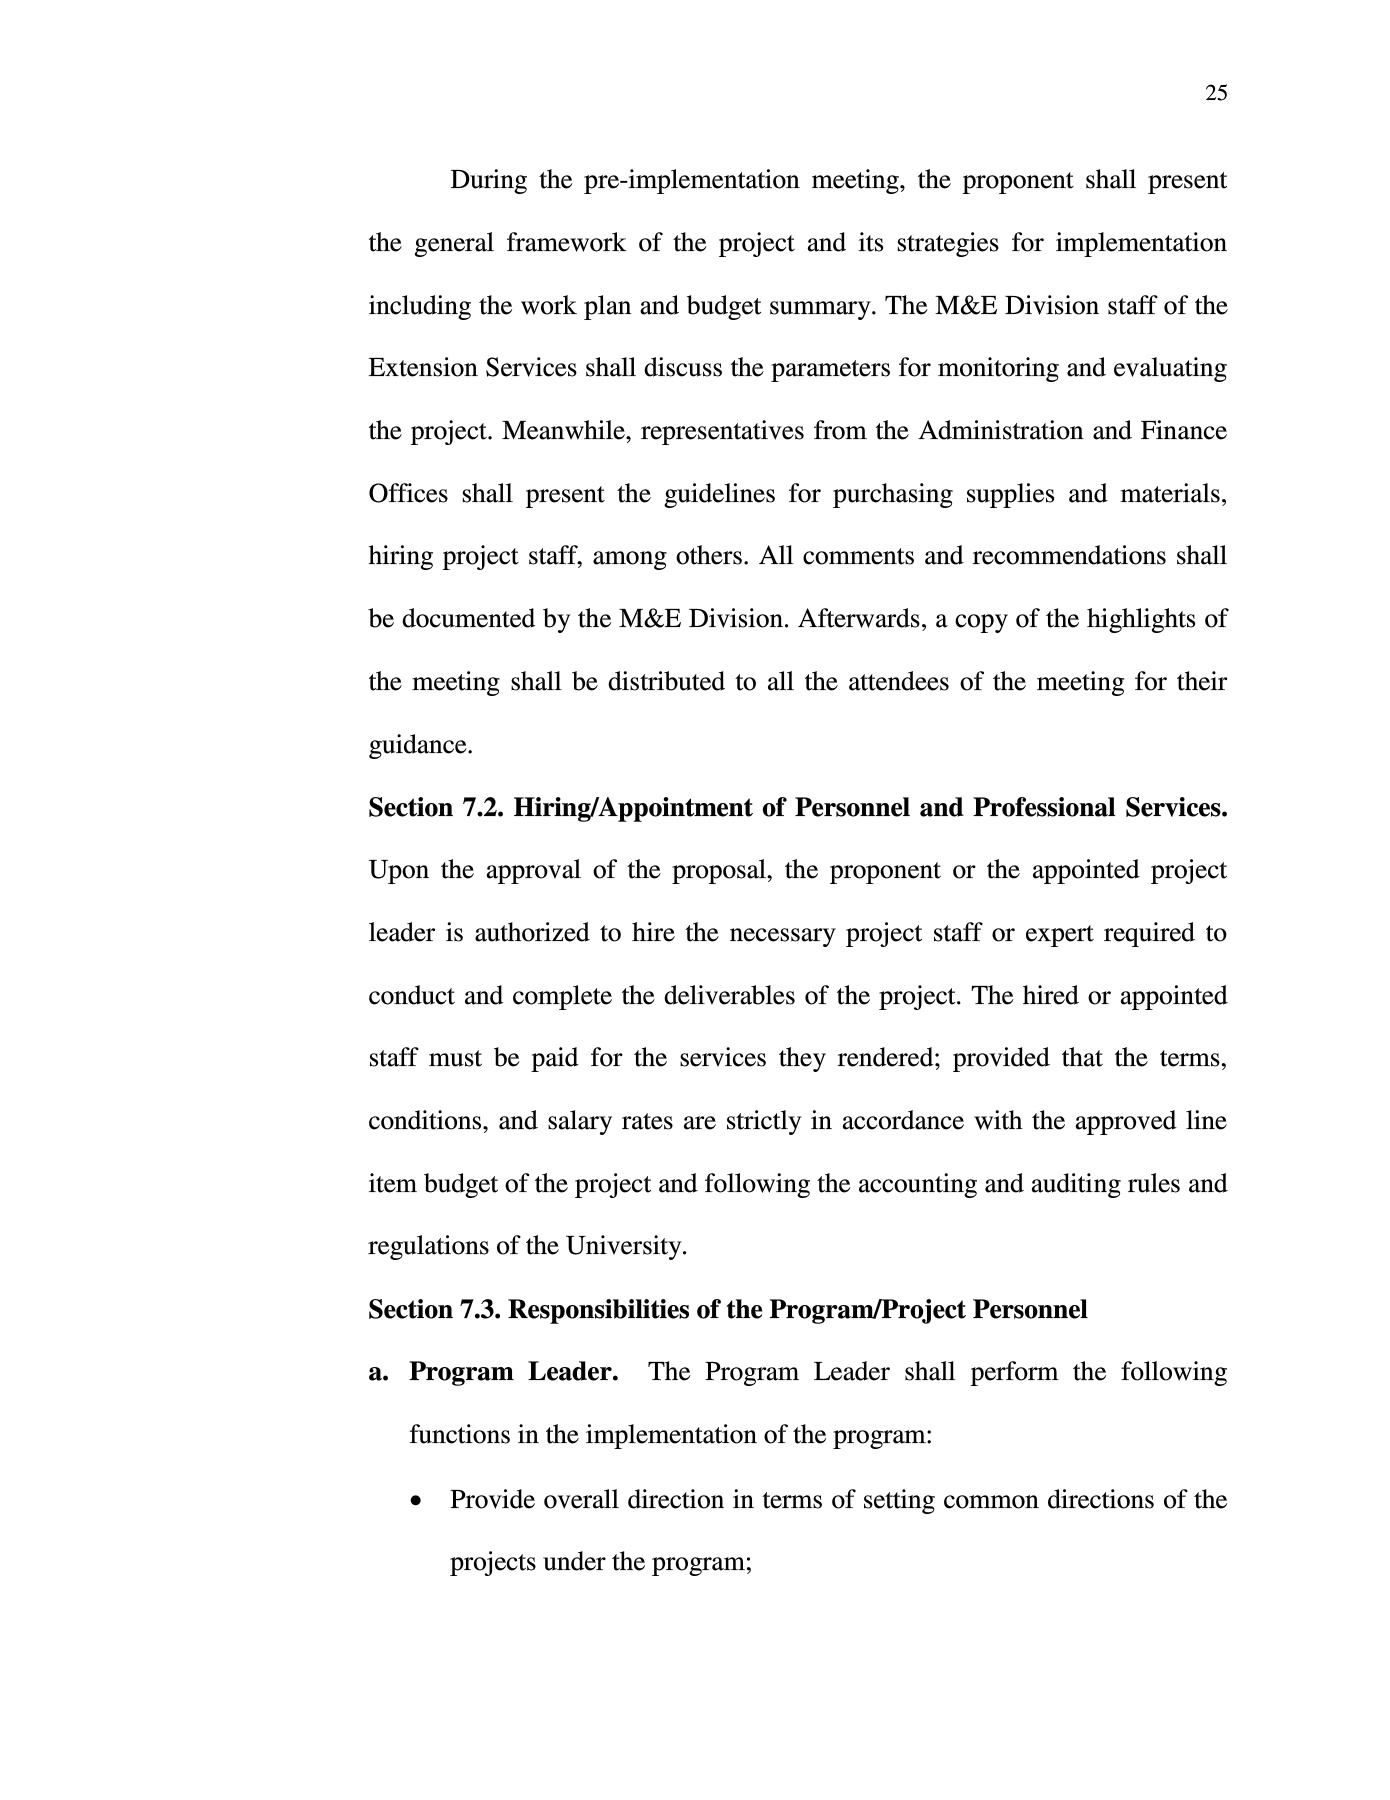 25
During the pre-implementation meeting, the proponent shall present
the general framework of the project and its strategies for implementation
including the work plan and budget summary. The M&E Division staff of the
Extension Services shall discuss the parameters for monitoring and evaluating
the project. Meanwhile, representatives from the Administration and Finance
Offices shall present the guidelines for purchasing supplies and materials,
hiring project staff, among others. All comments and recommendations shall
be documented by the M&E Division. Afterwards, a copy of the highlights of
the meeting shall be distributed to all the attendees of the meeting for their
guidance.
Section 7.2. Hiring/Appointment of Personnel and Professional Services.
Upon the approval of the proposal, the proponent or the appointed project
leader is authorized to hire the necessary project staff or expert required to
conduct and complete the deliverables of the project. The hired or appointed
staff must be paid for the services they rendered; provided that the terms,
conditions, and salary rates are strictly in accordance with the approved line
item budget of the project and following the accounting and auditing rules and
regulations of the University.
Section 7.3. Responsibilities of the Program/Project Personnel
a. Program Leader. The Program Leader shall perform the following
functions in the implementation of the program:
• Provide overall direction in terms of setting common directions of the
projects under the program;